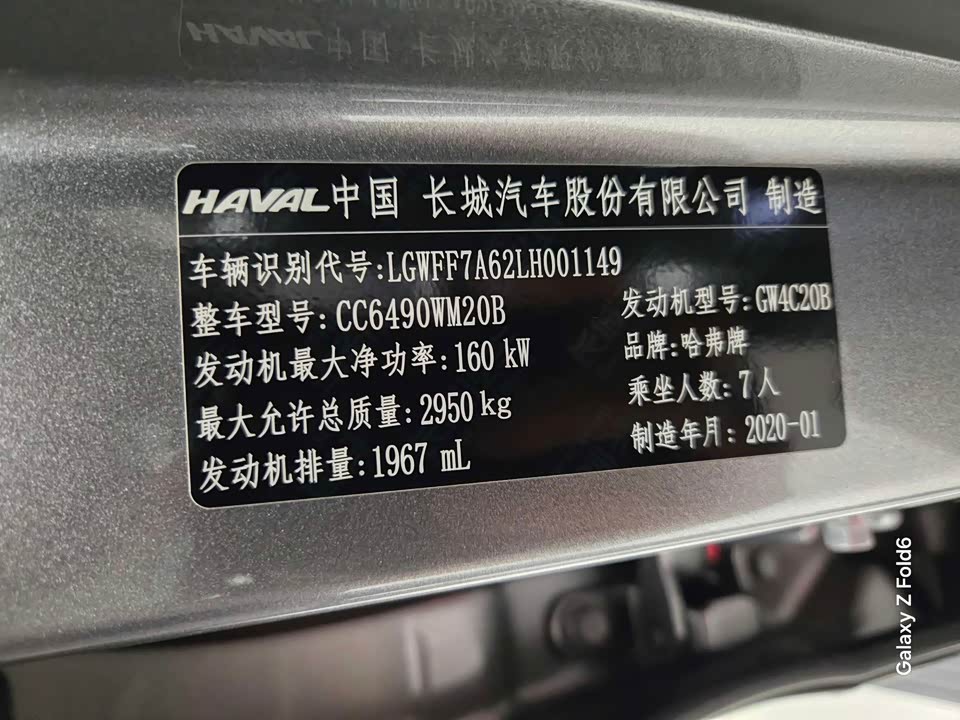 HAVAL中国 长城汽车股份有限公司 制造
车辆识别代号:LGWFF7A62LH001149
整车型号:CC6490WM20B
发动机型号:GW4C20B
发动机最大净功率:160 kW
品牌:哈弗牌
最大允许总质量:2950kg
乘坐人数:7人
发动机排量:1967 mL
制造年月:2020-01
Galaxy Z Fold6